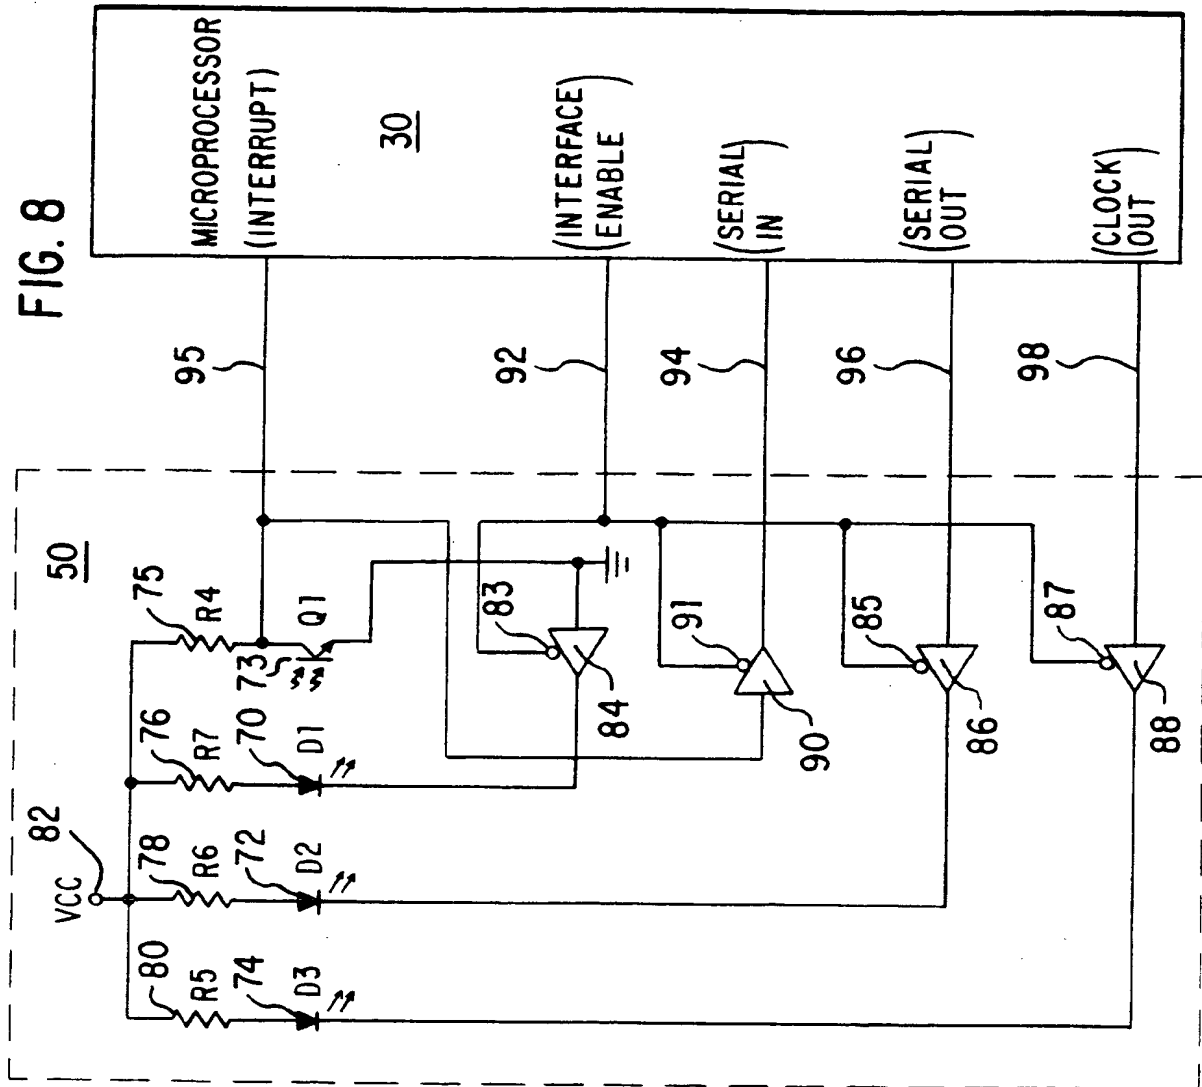 FIG. 8
MICROPROCESSOR
(INTERRUPT)
30
(INTERFACE)
(ENABLE)
(SERIAL)
(IN)
(SERIAL)
(OUT)
(CLOCK)
(OUT)
95
92
94
96
98
50
VCC
82
80
R5
74
D3
78
R6
72
D2
76
R7
70
D1
75
R4
73
Q1
83
84
91
90
85
86
87
88